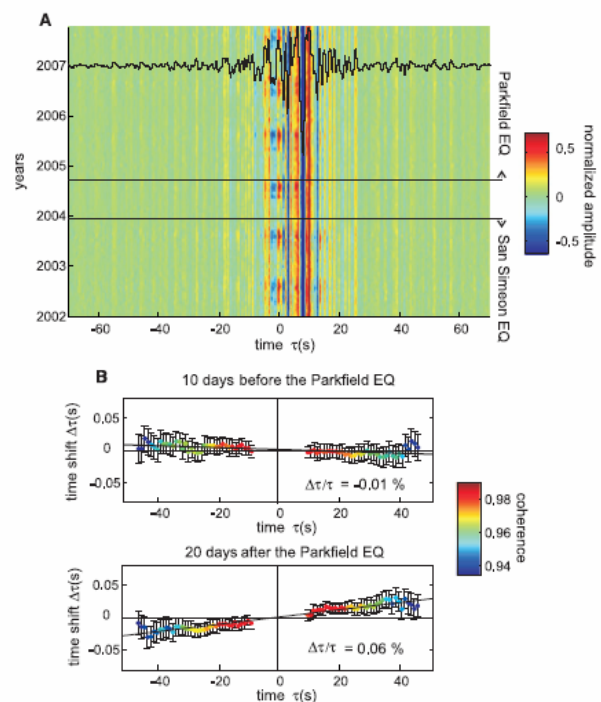 A
2007
2006
2005
2004
2003
2002
years
-60
-40
-20
0
20
40
60
time τ(s)
Parkfield EQ
<
> San Simeon EQ
0,5
0
-0,5
normalized amplitude
B
10 days before the Parkfield EQ
0.05
0
-0,05
time shift Δτ(s)
Δτ/τ = -0.01 %
-40
-20
0
20
40
time τ(s)
20 days after the Parkfield EQ
0.05
0
-0.05
time shift Δτ(s)
Δτ/τ = 0.06 %
-40
-20
0
20
40
time τ(s)
0,98
0,96
0,94
coherence